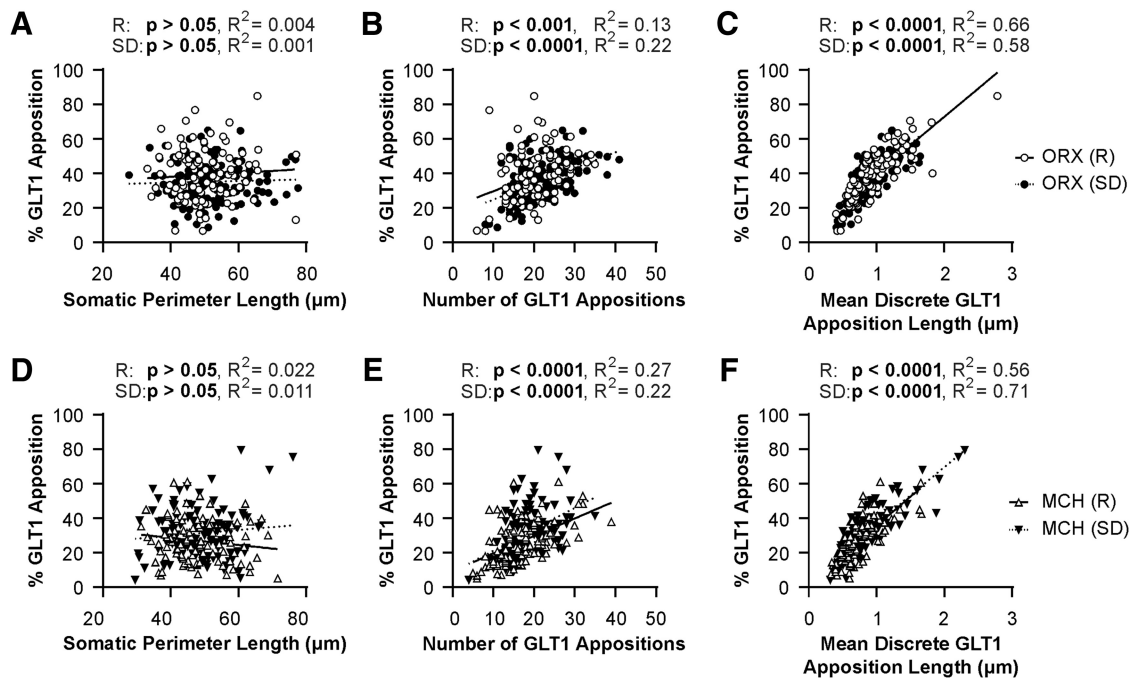 A
R: p > 0.05, R² = 0.004
SD: p > 0.05, R² = 0.001
% GLT1 Apposition
100
80
60
40
20
0
20 40 60 80
Somatic Perimeter Length (µm)
B
R: p < 0.001, R² = 0.13
SD: p < 0.0001, R² = 0.22
% GLT1 Apposition
100
80
60
40
20
0
0 10 20 30 40 50
Number of GLT1 Appositions
C
R: p < 0.0001, R² = 0.66
SD: p < 0.0001, R² = 0.58
% GLT1 Apposition
100
80
60
40
20
0
0 1 2 3
Mean Discrete GLT1
Apposition Length (µm)
ORX (R)
ORX (SD)
D
R: p > 0.05, R² = 0.022
SD: p > 0.05, R² = 0.011
% GLT1 Apposition
100
80
60
40
20
0
20 40 60 80
Somatic Perimeter Length (µm)
E
R: p < 0.0001, R² = 0.27
SD: p < 0.0001, R² = 0.22
% GLT1 Apposition
100
80
60
40
20
0
0 10 20 30 40 50
Number of GLT1 Appositions
F
R: p < 0.0001, R² = 0.56
SD: p < 0.0001, R² = 0.71
% GLT1 Apposition
100
80
60
40
20
0
0 1 2 3
Mean Discrete GLT1
Apposition Length (µm)
MCH (R)
MCH (SD)